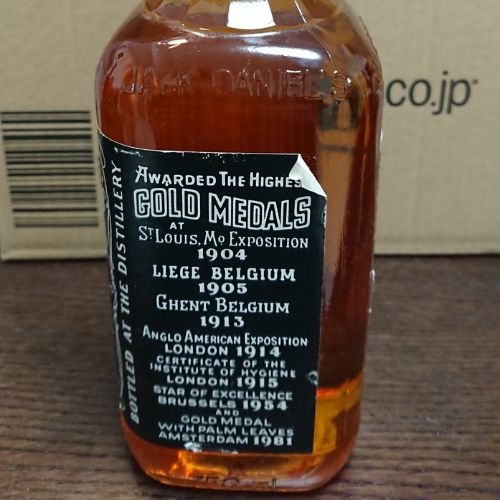 JACK DANIEL'S
co.jp
AWARDED THE HIGHES
GOLD MEDALS
AT
ST LOUIS, MO EXPOSITION
1904
LIEGE BELGIUM
1905
GHENT BELGIUM
1913
ANGLO AMERICAN EXPOSITION
LONDON 1914
CERTIFICATE OF THE
INSTITUTE OF HYGIENE
LONDON 1915
STAR OF EXCELLENCE
BRUSSELS 1954
AND
GOLD MEDAL
WITH PALM LEAVES
AMSTERDAM 1981
BOTTLED AT THE DISTILLERY